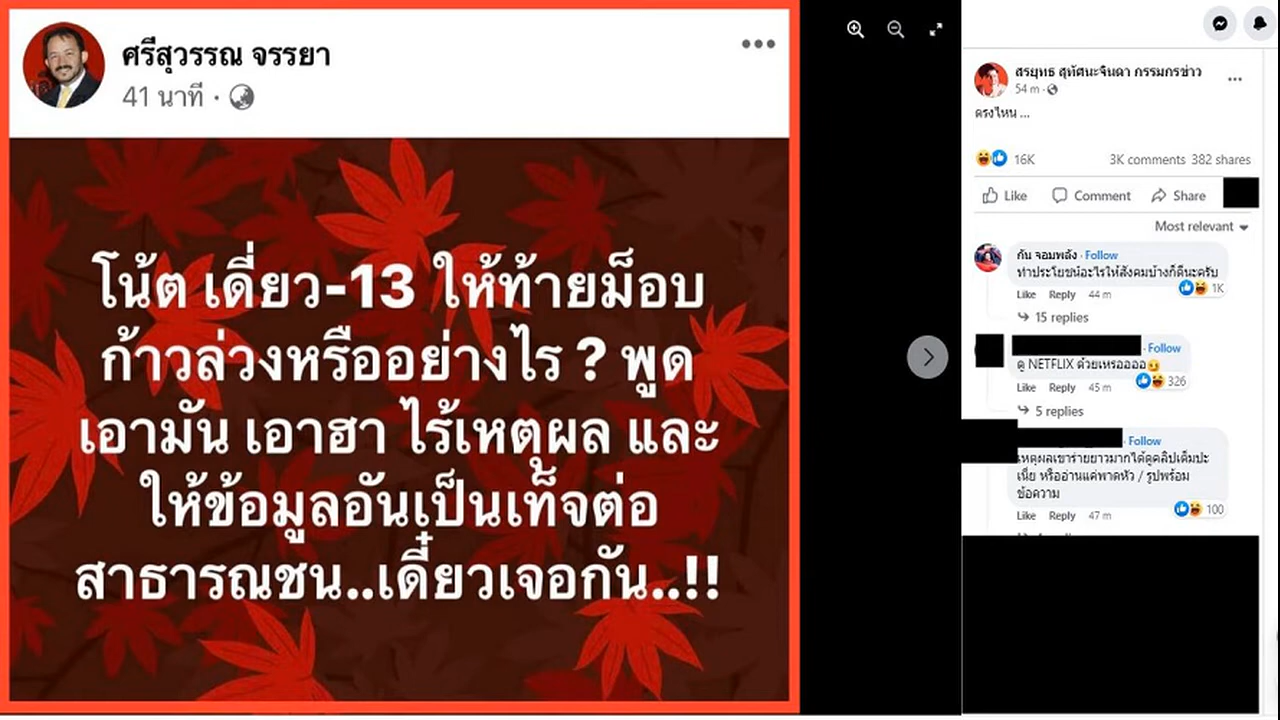 ศรีสุวรรณ จรรยา
41 นาที ·
โน้ต เดี่ยว-13 ให้ท้ายม็อบ
ก้าวล่วงหรืออย่างไร ? พูด
เอามัน เอาฮา ไร้เหตุผล และ
ให้ข้อมูลอันเป็นเท็จต่อ
สาธารณชน..เดี๋ยวเจอกัน..!!
สรยุทธ สุทัศนะจินดา กรรมกรข่าว
54 m ·
ตรงไหน ...
16K
3K comments 382 shares
Like Comment Share
Most relevant
กัน จอมพลัง · Follow
ทำประโยชน์อะไรให้สังคมบ้างก็ดีนะครับ
1K
Like Reply 44 m
15 replies
· Follow
ดู NETFLIX ด้วยเหรออออ
326
Like Reply 45 m
5 replies
· Follow
เหตุผลเขาร่ายยาวมากได้ดูคลิปเต็มปะ
เนี่ย หรืออ่านแค่พาดหัว / รูปพร้อม
ข้อความ
100
Like Reply 47 m